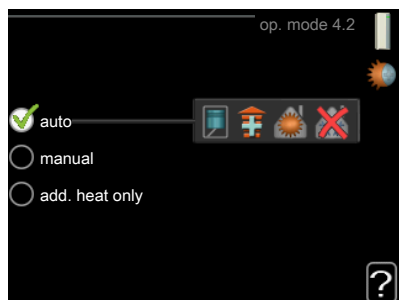 op. mode 4.2
auto
manual
add. heat only
?